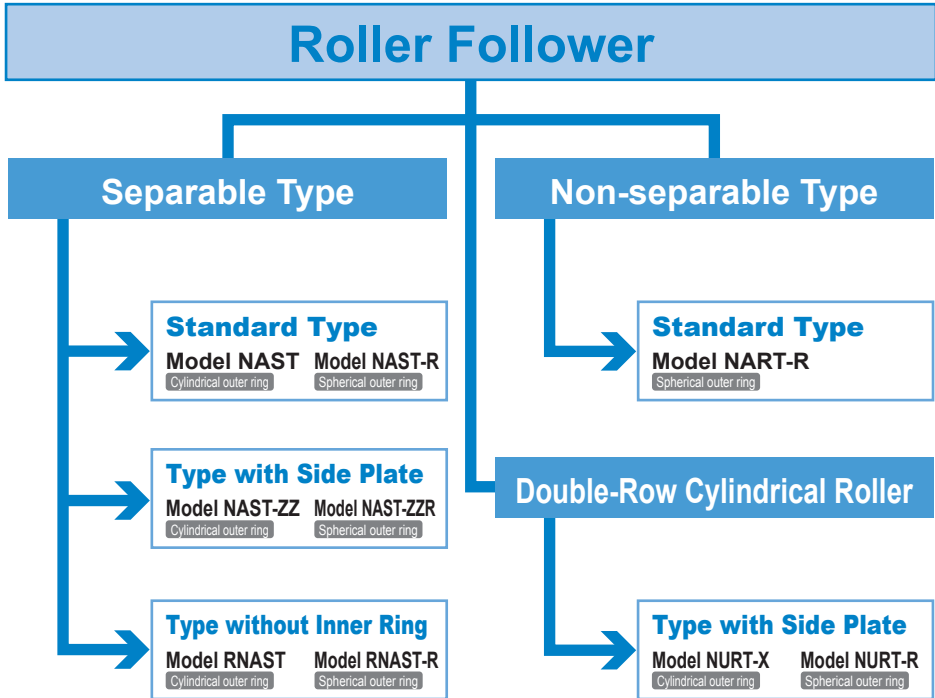 Roller Follower
Separable Type
Standard Type
Model NAST Model NAST-R
Cylindrical outer ring Spherical outer ring
Type with Side Plate
Model NAST-ZZ Model NAST-ZZR
Cylindrical outer ring Spherical outer ring
Type without Inner Ring
Model RNAST Model RNAST-R
Cylindrical outer ring Spherical outer ring
Non-separable Type
Standard Type
Model NART-R
Spherical outer ring
Double-Row Cylindrical Roller
Type with Side Plate
Model NURT-X Model NURT-R
Cylindrical outer ring Spherical outer ring